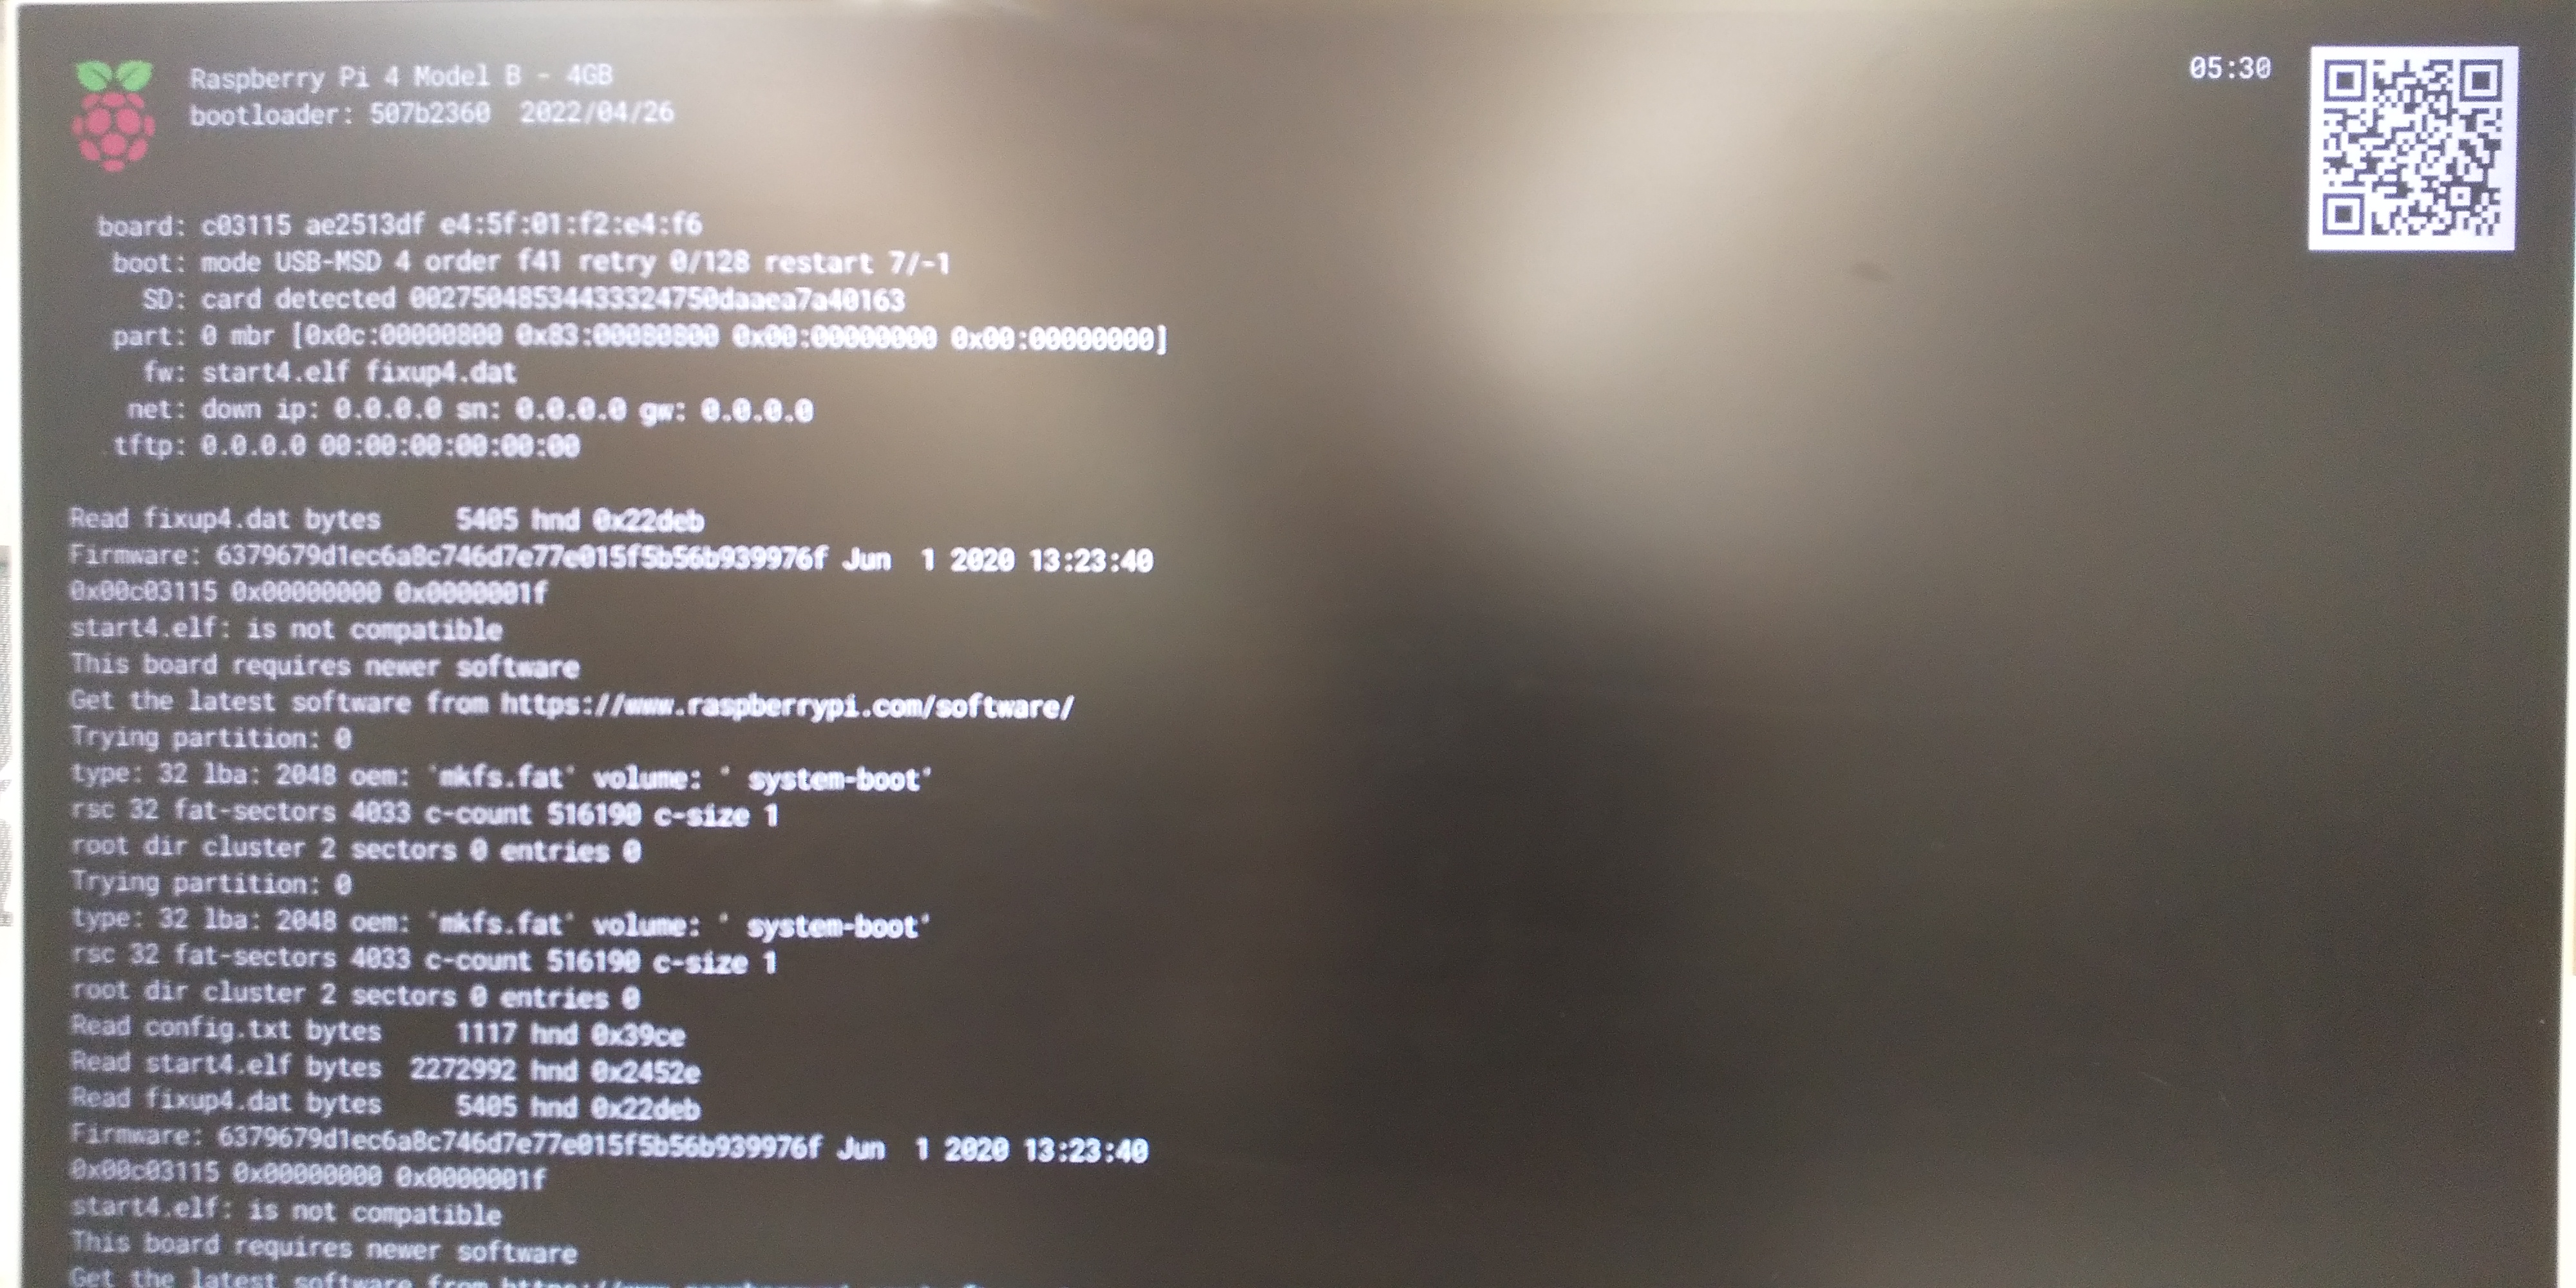 Raspberry Pi 4 Model B - 4GB
bootloader: 507b2360 2022/04/26
05:30
board: c03115 ae2513df e4:5f:01:f2:e4:f6
boot: mode USB-MSD 4 order f41 retry 0/128 restart 7/-1
SD: card detected 00275048534433324750daaea7a40163
part: 0 mbr [0x0c:00000800 0x83:00080800 0x00:00000000 0x00:00000000]
fw: start4.elf fixup4.dat
net: down ip: 0.0.0.0 sn: 0.0.0.0 gw: 0.0.0.0
tftp: 0.0.0.0 00:00:00:00:00:00
Read fixup4.dat bytes 5405 hnd 0x22deb
Firmware: 6379679d1ec6a8c746d7e77e015f5b56b939976f Jun 1 2020 13:23:40
0x00c03115 0x00000000 0x0000001f
start4.elf: is not compatible
This board requires newer software
Get the latest software from https://www.raspberrypi.com/software/
Trying partition: 0
type: 32 lba: 2048 oem: 'mkfs.fat' volume: ' system-boot'
rsc 32 fat-sectors 4033 c-count 516190 c-size 1
root dir cluster 2 sectors 0 entries 0
Trying partition: 0
type: 32 lba: 2048 oem: 'mkfs.fat' volume: ' system-boot'
rsc 32 fat-sectors 4033 c-count 516190 c-size 1
root dir cluster 2 sectors 0 entries 0
Read config.txt bytes 1117 hnd 0x39ce
Read start4.elf bytes 2272992 hnd 0x2452e
Read fixup4.dat bytes 5405 hnd 0x22deb
Firmware: 6379679d1ec6a8c746d7e77e015f5b56b939976f Jun 1 2020 13:23:40
0x00c03115 0x00000000 0x0000001f
start4.elf: is not compatible
This board requires newer software
Get the latest software from